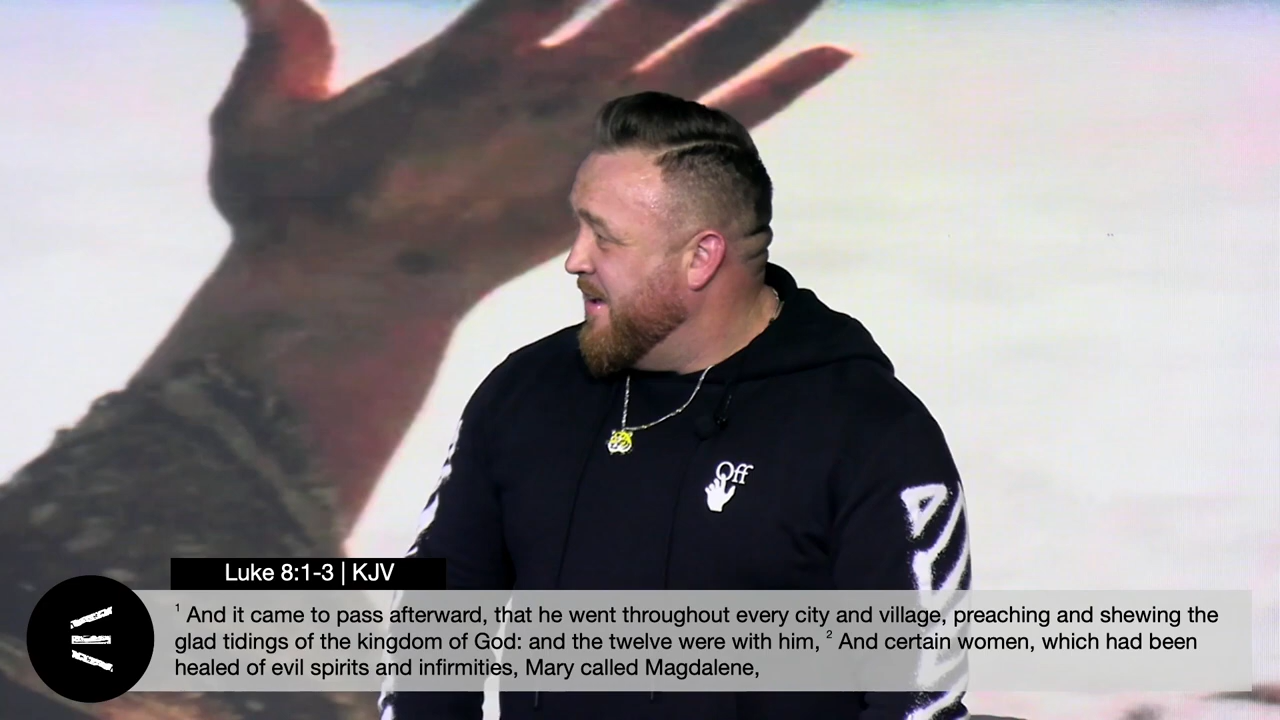 Off
Luke 8:1-3 | KJV
¹ And it came to pass afterward, that he went throughout every city and village, preaching and shewing the
glad tidings of the kingdom of God: and the twelve were with him, ² And certain women, which had been
healed of evil spirits and infirmities, Mary called Magdalene,